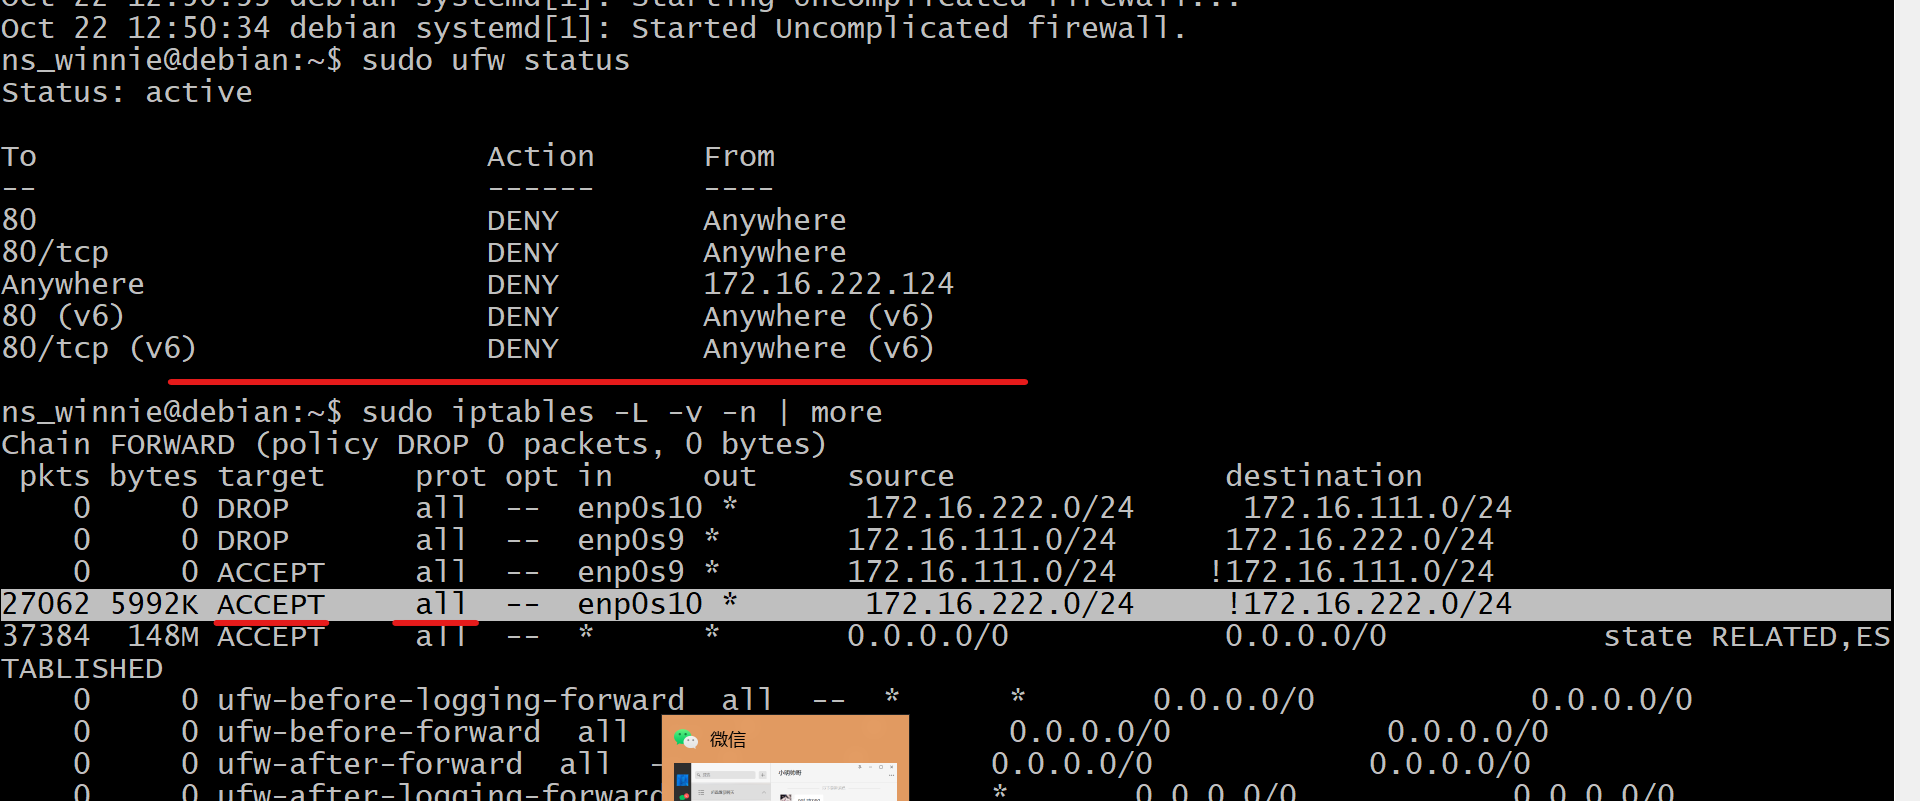 Oct 22 12:50:34 debian systemd[1]: Started Uncomplicated firewall.
ns_winnie@debian:~$ sudo ufw status
Status: active
To Action From
-- ------ ----
80 DENY Anywhere
80/tcp DENY Anywhere
Anywhere DENY 172.16.222.124
80 (v6) DENY Anywhere (v6)
80/tcp (v6) DENY Anywhere (v6)
ns_winnie@debian:~$ sudo iptables -L -v -n | more
Chain FORWARD (policy DROP 0 packets, 0 bytes)
pkts bytes target prot opt in out source destination
0 0 DROP all -- enp0s10 * 172.16.222.0/24 172.16.111.0/24
0 0 DROP all -- enp0s9 * 172.16.111.0/24 172.16.222.0/24
0 0 ACCEPT all -- enp0s9 * 172.16.111.0/24 !172.16.111.0/24
27062 5992K ACCEPT all -- enp0s10 * 172.16.222.0/24 !172.16.222.0/24
37384 148M ACCEPT all -- * * 0.0.0.0/0 0.0.0.0/0 state RELATED,ES
TABLISHED
0 0 ufw-before-logging-forward all -- * * 0.0.0.0/0 0.0.0.0/0
0 0 ufw-before-forward all 0.0.0.0/0 0.0.0.0/0
0 0 ufw-after-forward all - 0.0.0.0/0 0.0.0.0/0
0 0 ufw-after-logging-forward * 0.0.0.0/0 0.0.0.0/0
微信